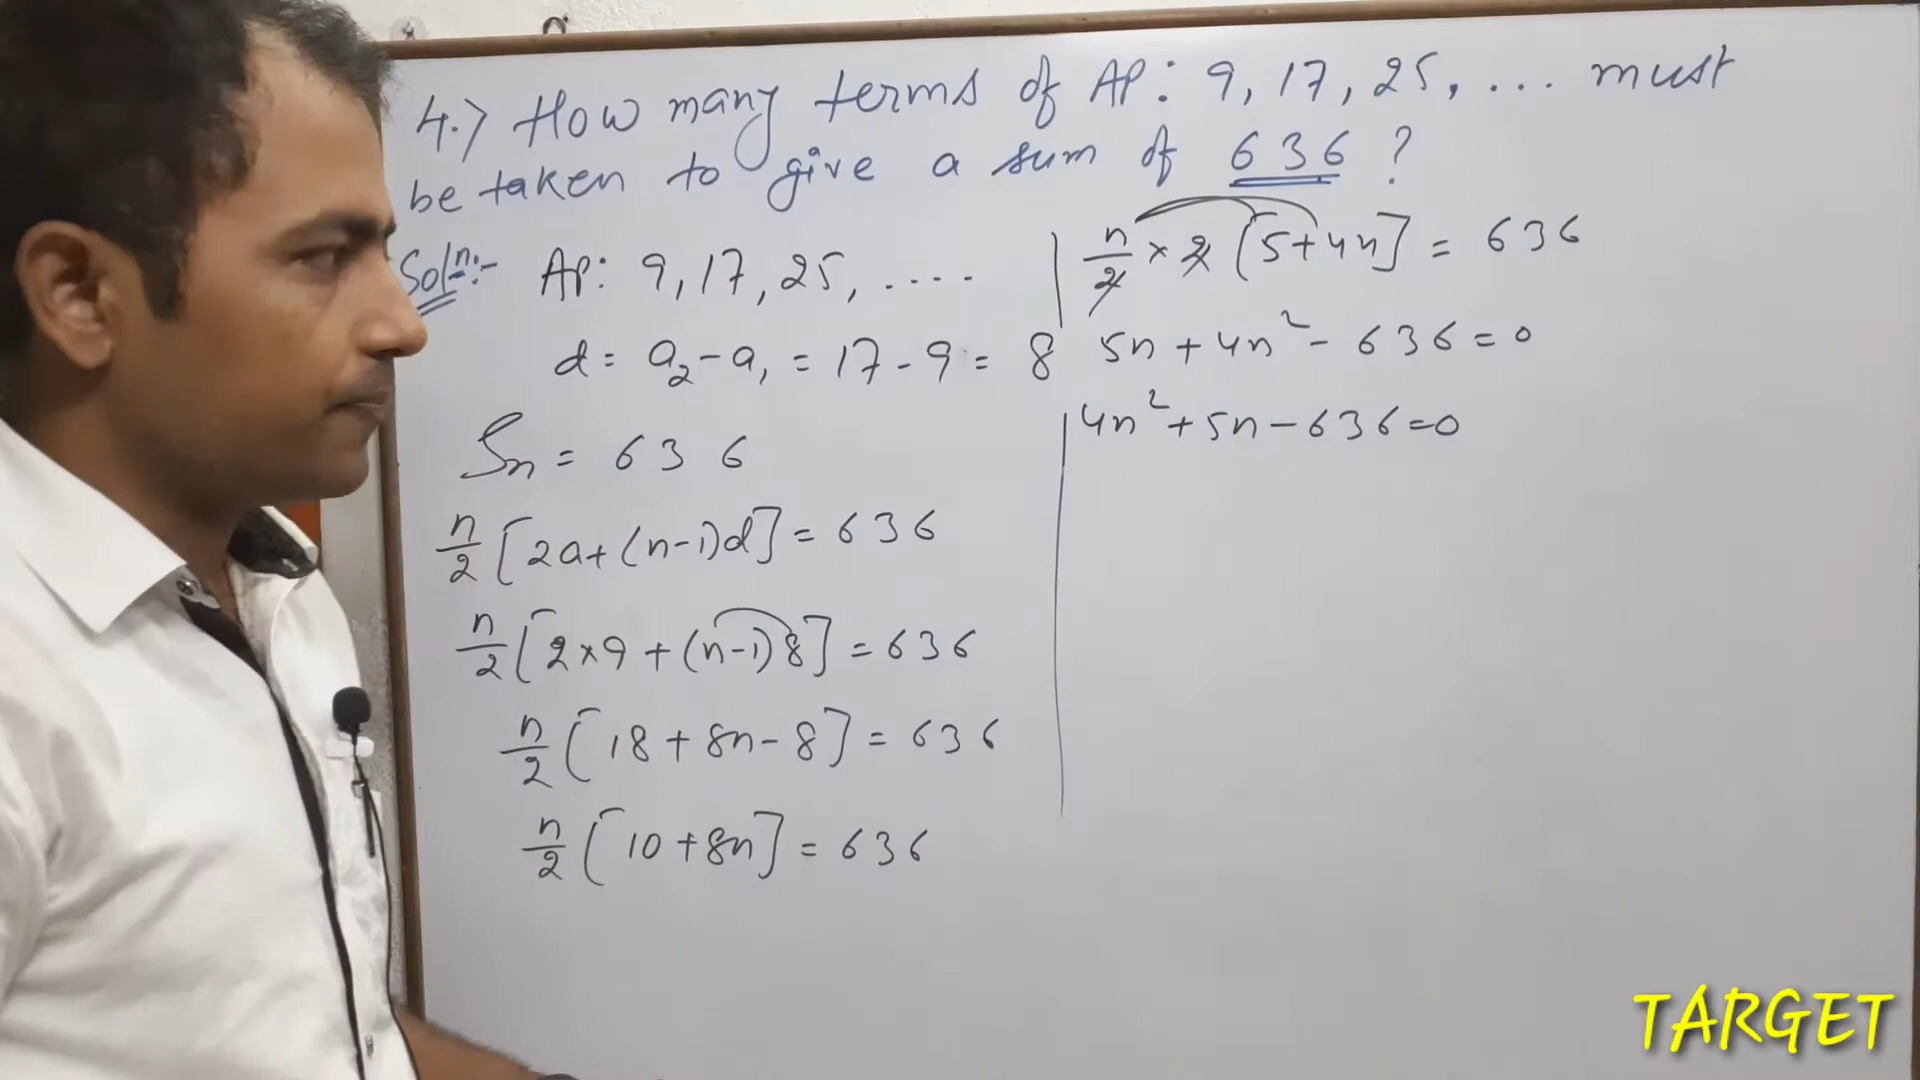 4.) How many terms of AP: 9, 17, 25, ... must
be taken to give a sum of 636 ?
Solⁿ:- AP: 9, 17, 25, ....
d = a₂ - a₁ = 17 - 9 = 8
Sn = 636
n/2 [2a + (n-1)d] = 636
n/2 [2×9 + (n-1)8] = 636
n/2 [18 + 8n - 8] = 636
n/2 [10 + 8n] = 636
n/2 × 2 [5 + 4n] = 636
5n + 4n² - 636 = 0
4n² + 5n - 636 = 0
TARGET